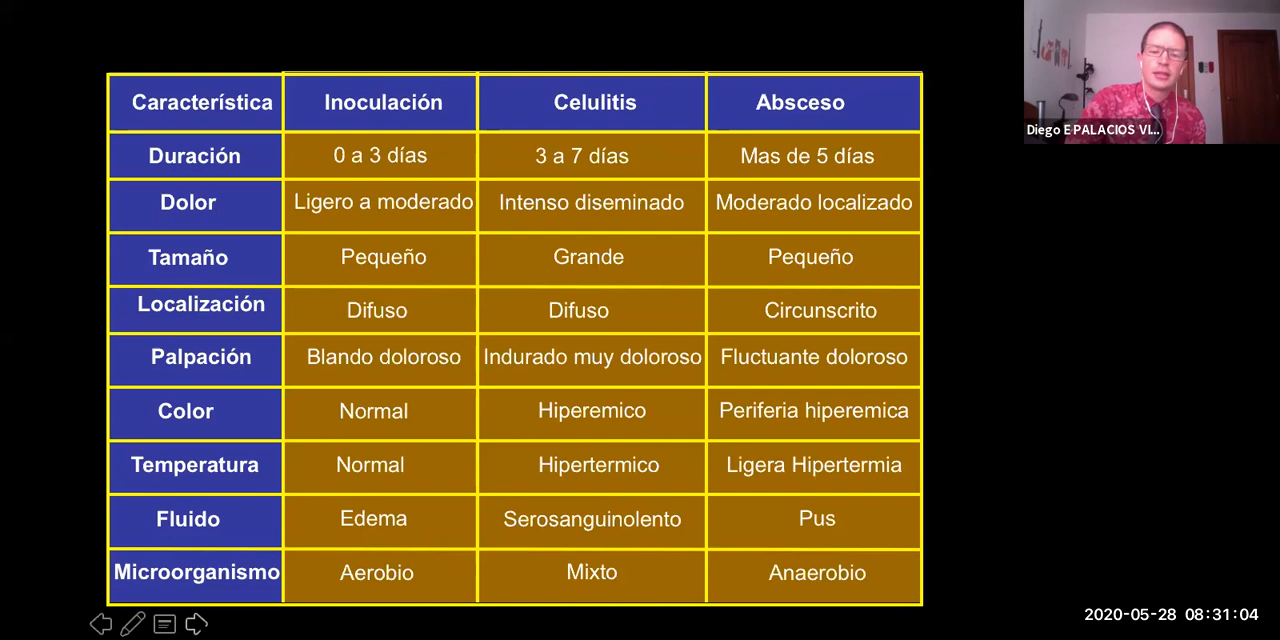 Característica Inoculación Celulitis Absceso
Duración 0 a 3 días 3 a 7 días Mas de 5 días
Dolor Ligero a moderado Intenso diseminado Moderado localizado
Tamaño Pequeño Grande Pequeño
Localización Difuso Difuso Circunscrito
Palpación Blando doloroso Indurado muy doloroso Fluctuante doloroso
Color Normal Hiperemico Periferia hiperemica
Temperatura Normal Hipertermico Ligera Hipertermia
Fluido Edema Serosanguinolento Pus
Microorganismo Aerobio Mixto Anaerobio
Diego E PALACIOS VI...
2020-05-28 08:31:04